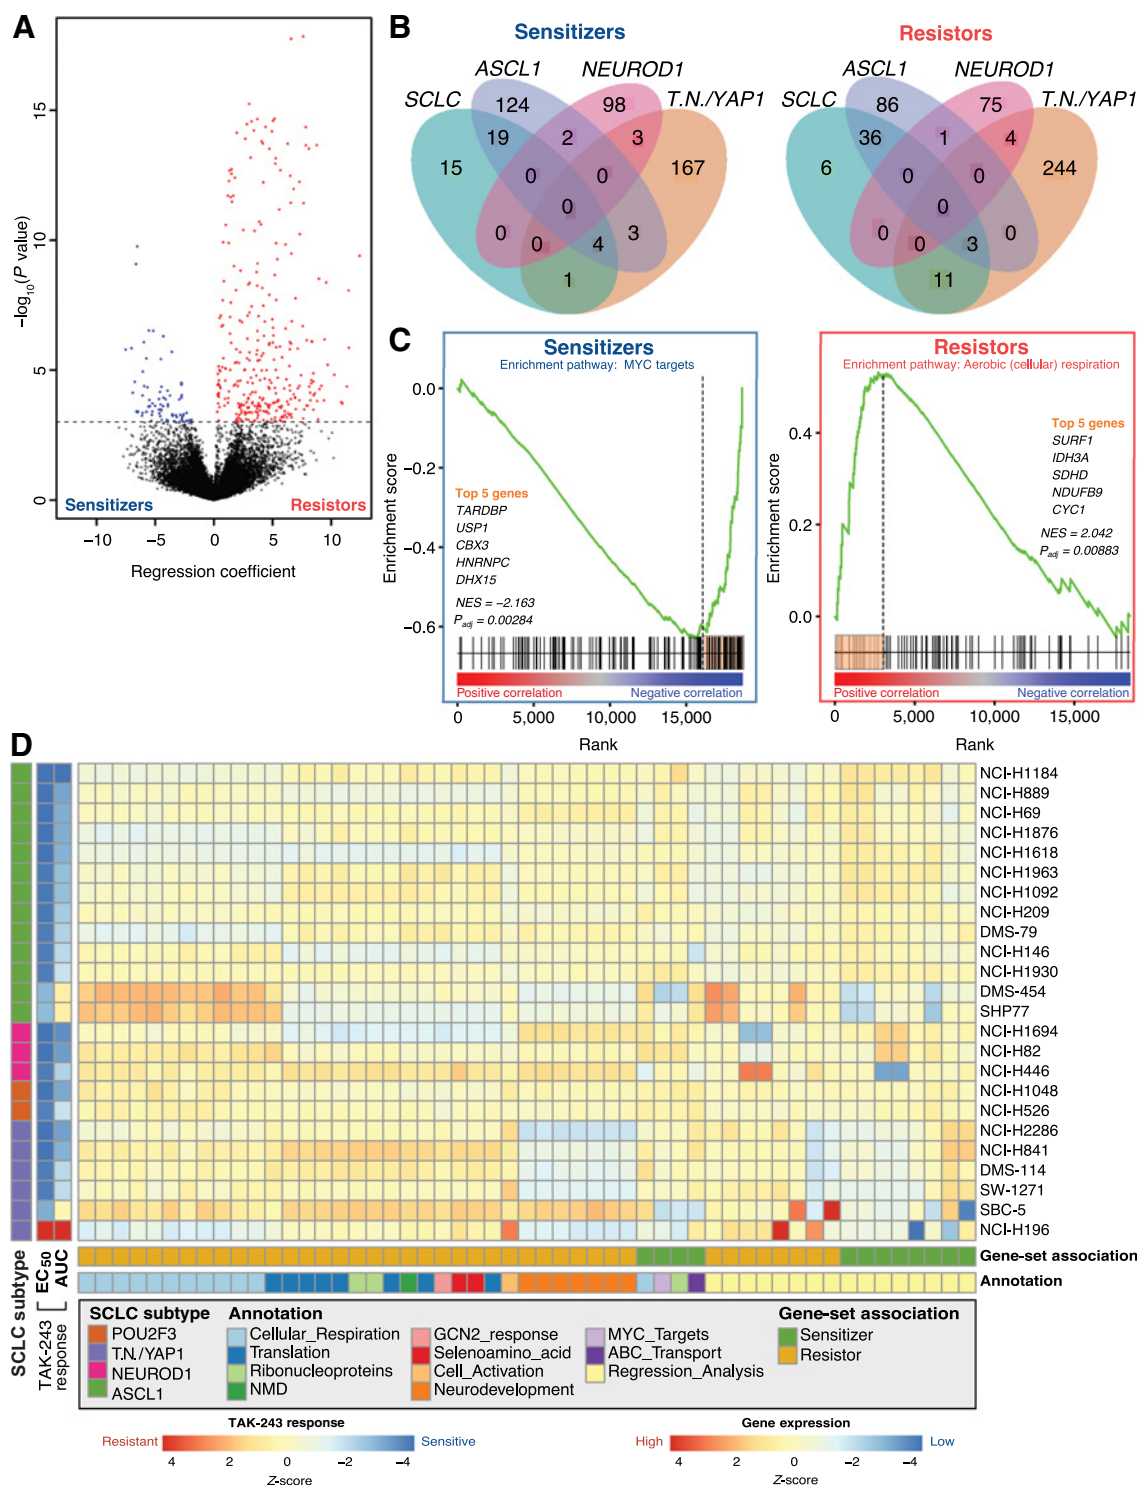 A
−log10(P value)
15
10
5
0
Sensitizers
Resistors
−10
−5
0
5
10
Regression coefficient
B
Sensitizers
ASCL1
NEUROD1
SCLC
T.N./YAP1
124
98
19
2
3
15
167
0
0
0
0
0
4
3
1
Resistors
ASCL1
NEUROD1
SCLC
T.N./YAP1
86
75
36
1
4
6
244
0
0
0
0
0
3
0
11
C
Sensitizers
Enrichment pathway: MYC targets
Enrichment score
0.0
−0.2
−0.4
−0.6
Top 5 genes
TARDBP
USP1
CBX3
HNRNPC
DHX15
NES = −2.163
Padj = 0.00284
Positive correlation
Negative correlation
0
5,000
10,000
15,000
Rank
Resistors
Enrichment pathway: Aerobic (cellular) respiration
Enrichment score
0.4
0.2
0.0
Top 5 genes
SURF1
IDH3A
SDHD
NDUFB9
CYC1
NES = 2.042
Padj = 0.00883
Positive correlation
Negative correlation
0
5,000
10,000
15,000
Rank
D
NCI-H1184
NCI-H889
NCI-H69
NCI-H1876
NCI-H1618
NCI-H1963
NCI-H1092
NCI-H209
DMS-79
NCI-H146
NCI-H1930
DMS-454
SHP77
NCI-H1694
NCI-H82
NCI-H446
NCI-H1048
NCI-H526
NCI-H2286
NCI-H841
DMS-114
SW-1271
SBC-5
NCI-H196
Gene-set association
Annotation
SCLC subtype
EC50
AUC
TAK-243
response
SCLC subtype
POU2F3
T.N./YAP1
NEUROD1
ASCL1
Annotation
Cellular_Respiration
Translation
Ribonucleoproteins
NMD
GCN2_response
Selenoamino_acid
Cell_Activation
Neurodevelopment
MYC_Targets
ABC_Transport
Regression_Analysis
Gene-set association
Sensitizer
Resistor
TAK-243 response
Resistant
Sensitive
4
2
0
−2
−4
Z-score
Gene expression
High
Low
4
2
0
−2
−4
Z-score